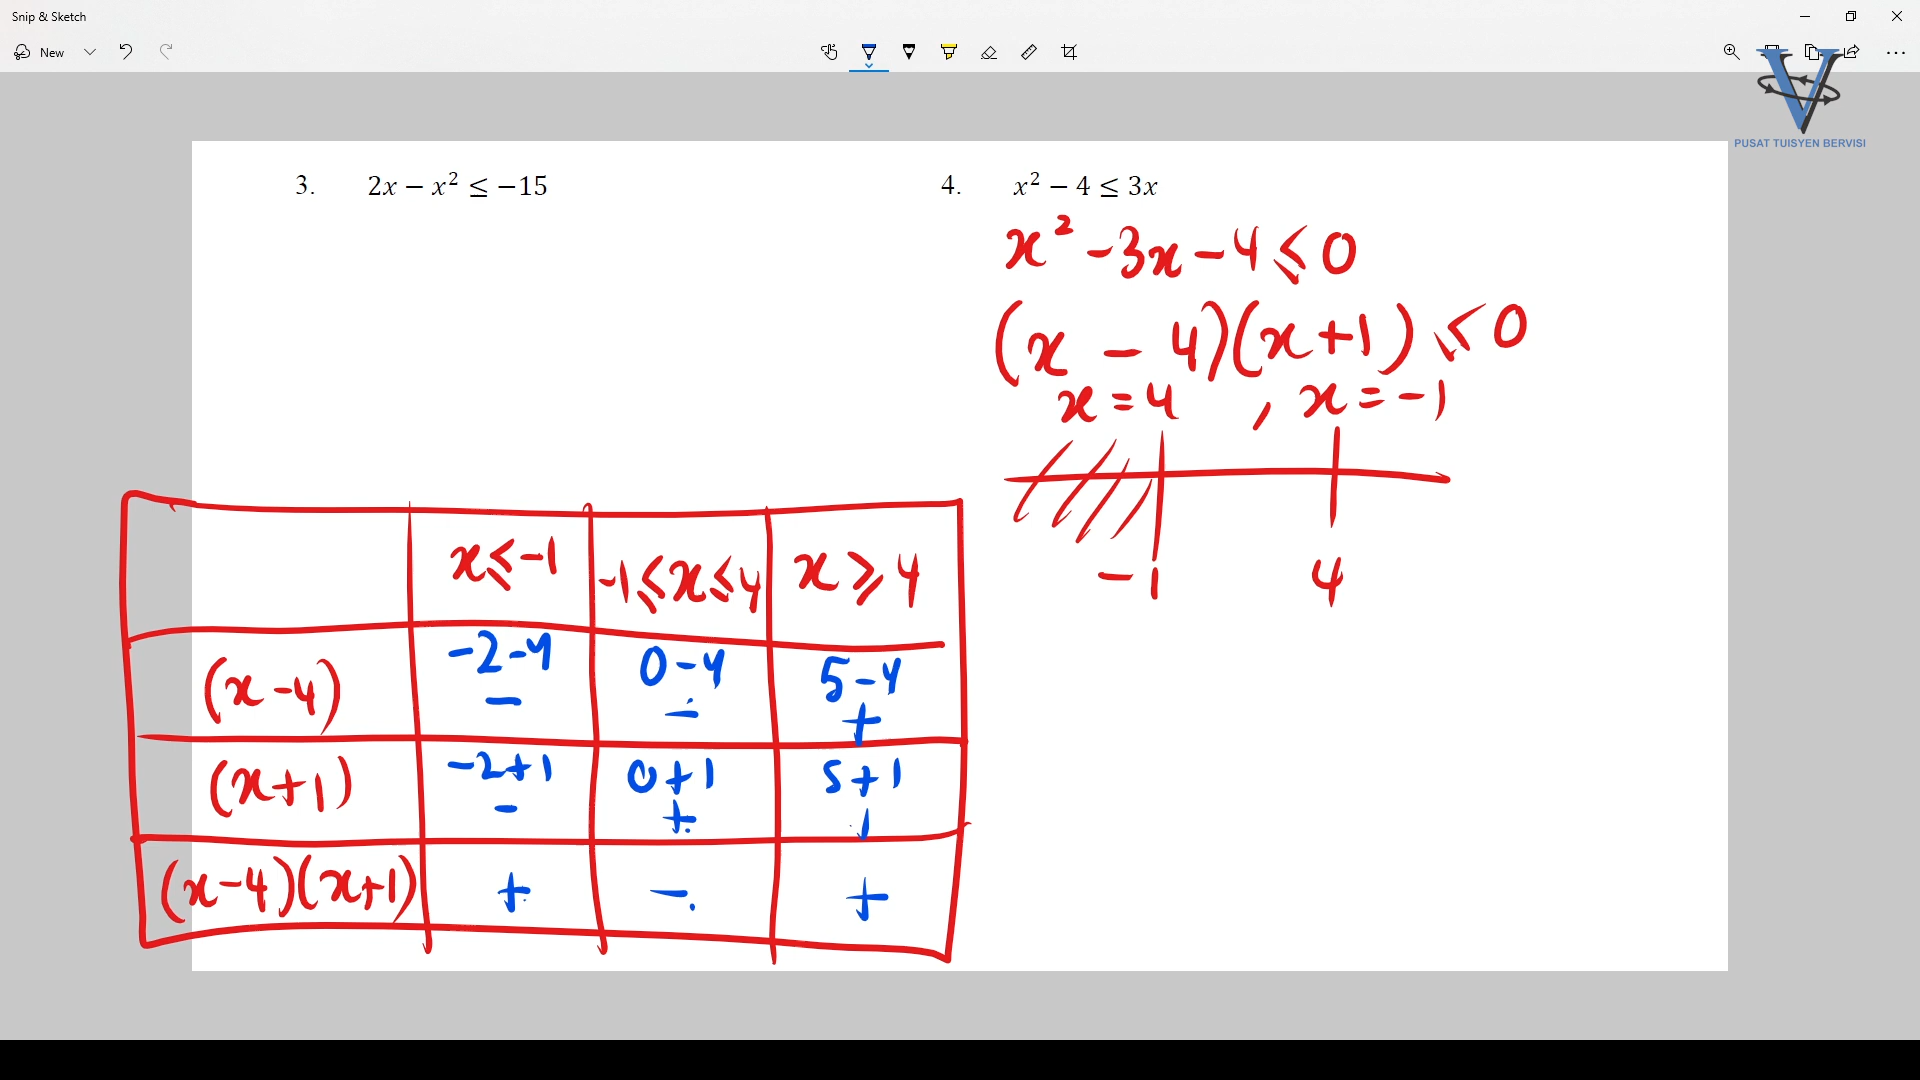 Snip & Sketch
New
PUSAT TUISYEN BERVISI
3. 2x − x² ≤ −15
4. x² − 4 ≤ 3x
x² − 3x − 4 ≤ 0
(x − 4)(x + 1) ≤ 0
x = 4 , x = −1
−1 4
x ≤ −1 −1 ≤ x ≤ 4 x ≥ 4
(x − 4) −2−4 0−4 5−4
− − +
(x + 1) −2+1 0+1 5+1
− +
(x−4)(x+1) + − +